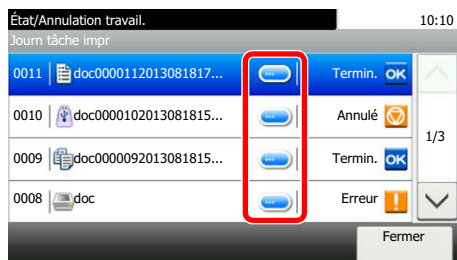 État/Annulation travail. 10:10
Journ tâche impr
0011 doc0000112013081817... Termin. OK
0010 doc0000102013081815... Annulé
0009 doc0000092013081815... Termin. OK
1/3
0008 doc Erreur
Fermer